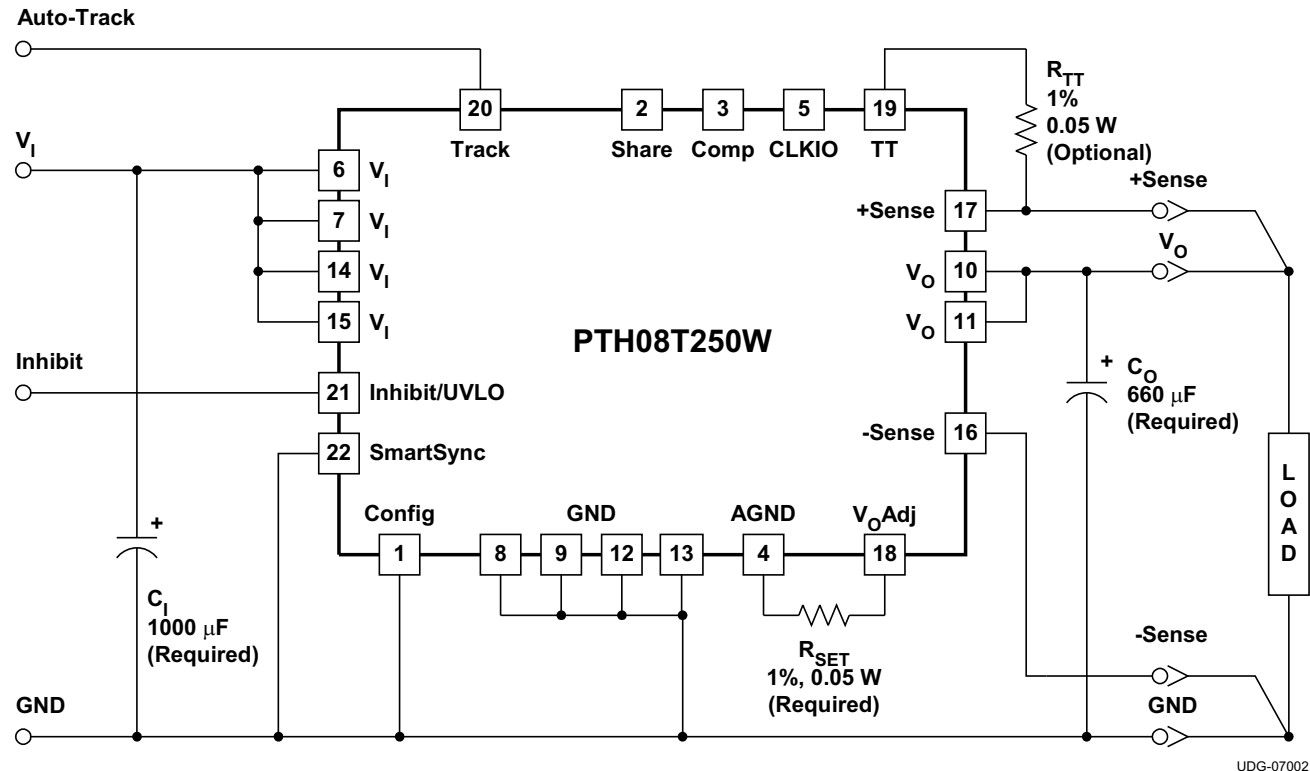 Auto-Track
V_I
Inhibit
GND
20
Track
2
Share
3
Comp
5
CLKIO
19
TT
R_TT
1%
0.05 W
(Optional)
6 V_I
7 V_I
14 V_I
15 V_I
21 Inhibit/UVLO
22 SmartSync
PTH08T250W
+Sense 17
V_O 10
V_O 11
-Sense 16
+Sense
V_O
+
C_O
660 μF
(Required)
L
O
A
D
-Sense
GND
Config
1
GND
8 9 12 13
AGND
4
V_OAdj
18
R_SET
1%, 0.05 W
(Required)
+
C_I
1000 μF
(Required)
UDG-07002